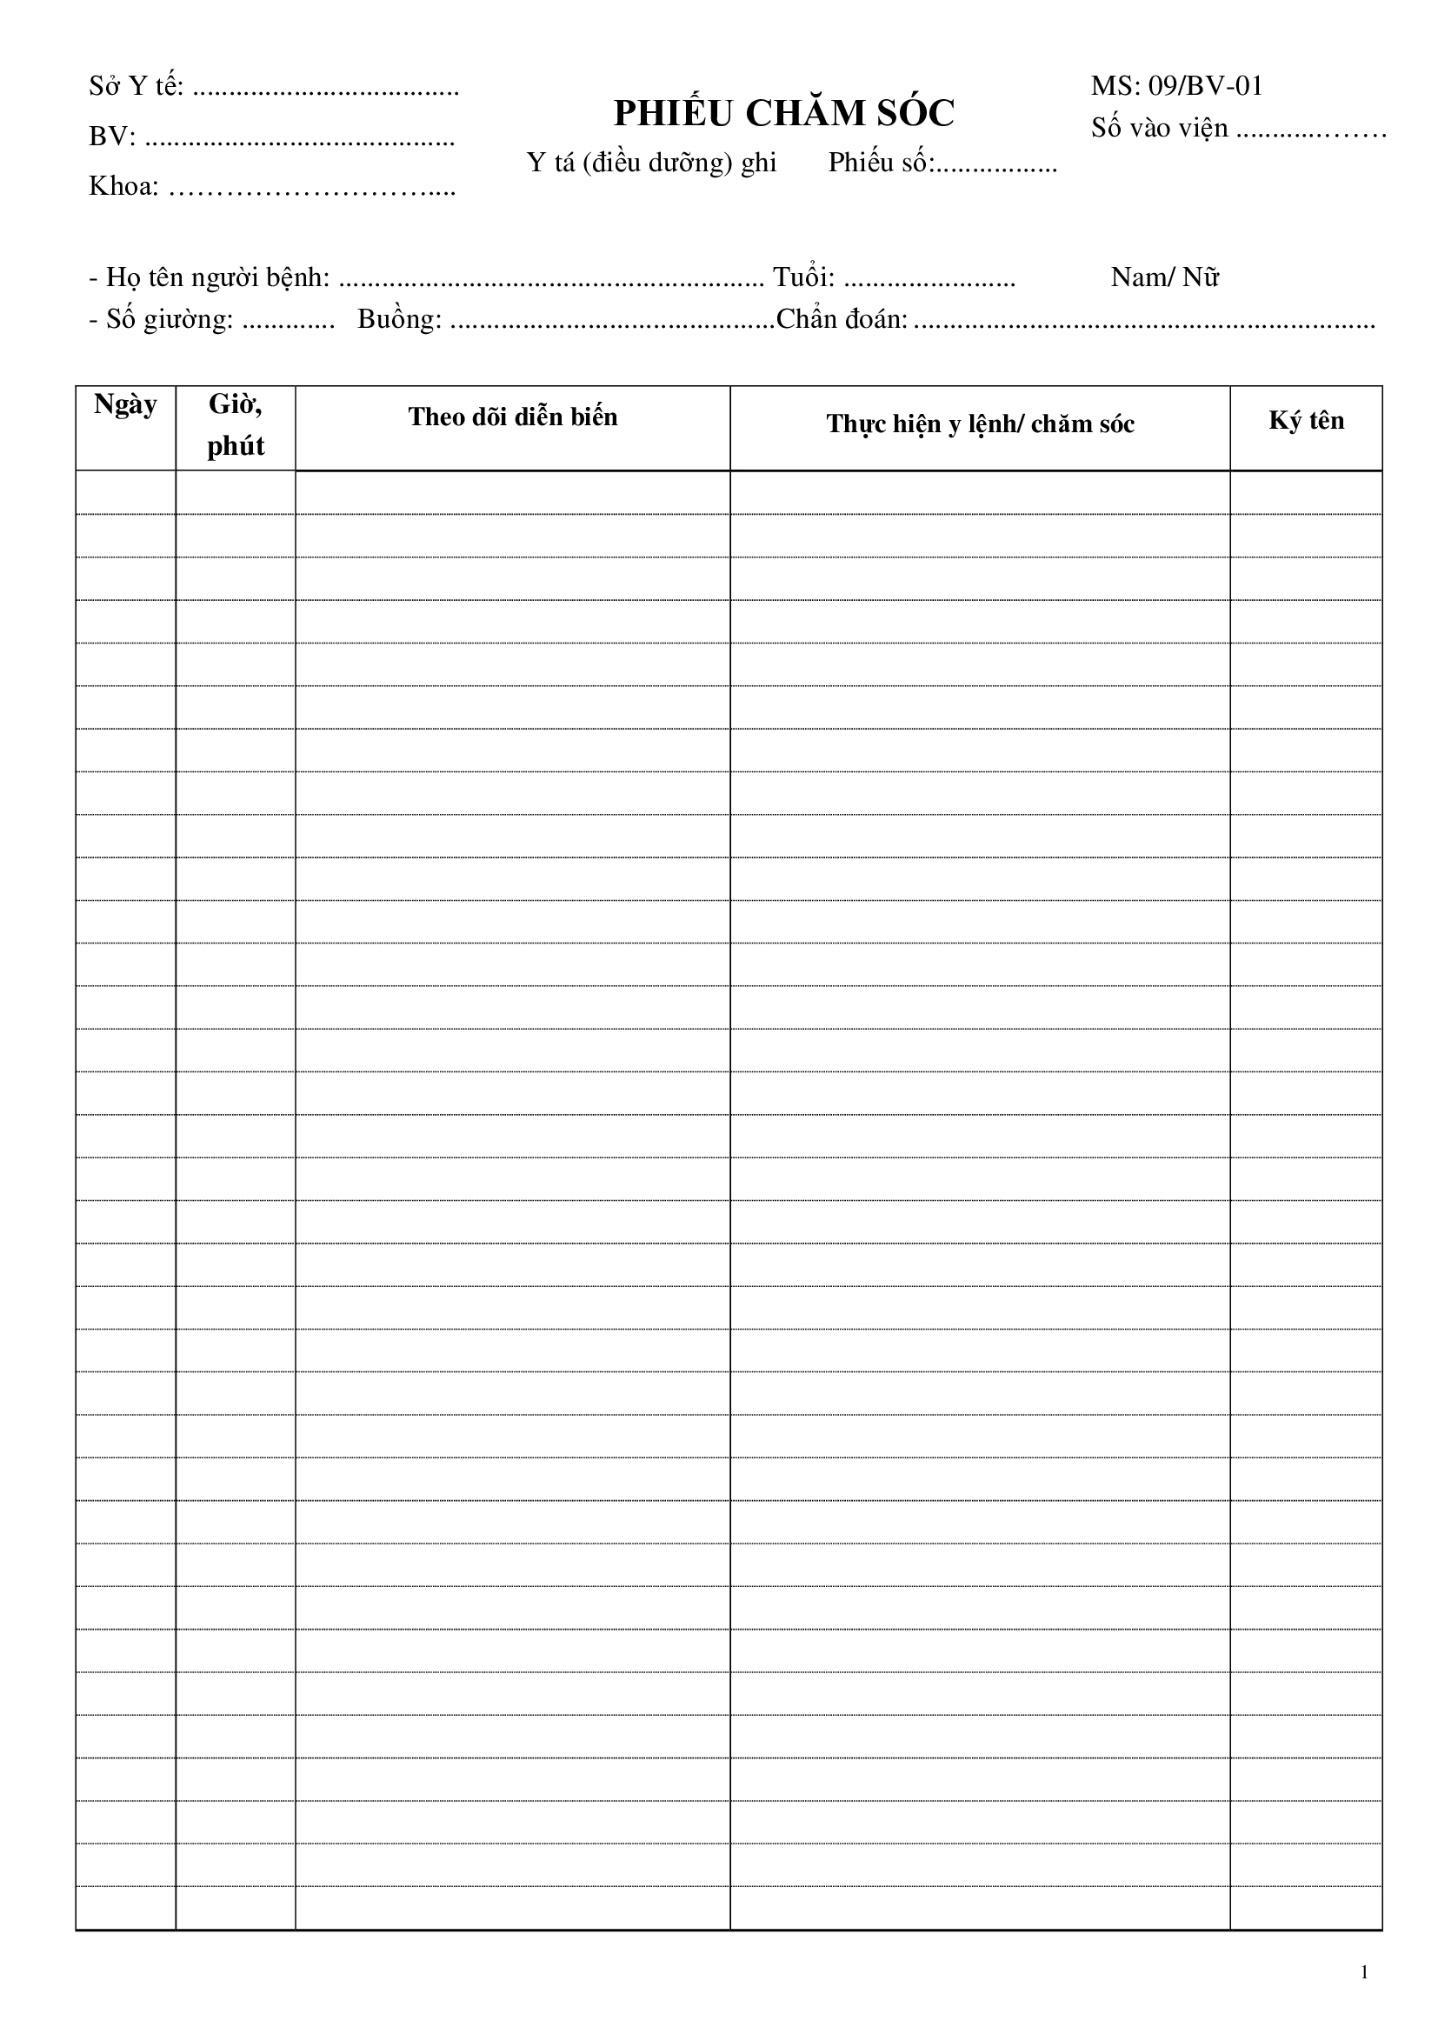 Sở Y tế: .....................................
BV: ...........................................
Khoa: ………………………....
PHIẾU CHĂM SÓC
Y tá (điều dưỡng) ghi Phiếu số:.................
MS: 09/BV-01
Số vào viện ............…….
- Họ tên người bệnh: ........................................................... Tuổi: ........................ Nam/ Nữ
- Số giường: ............. Buồng: .............................................Chẩn đoán: ................................................................
Ngày
Giờ,
phút
Theo dõi diễn biến
Thực hiện y lệnh/ chăm sóc
Ký tên
1